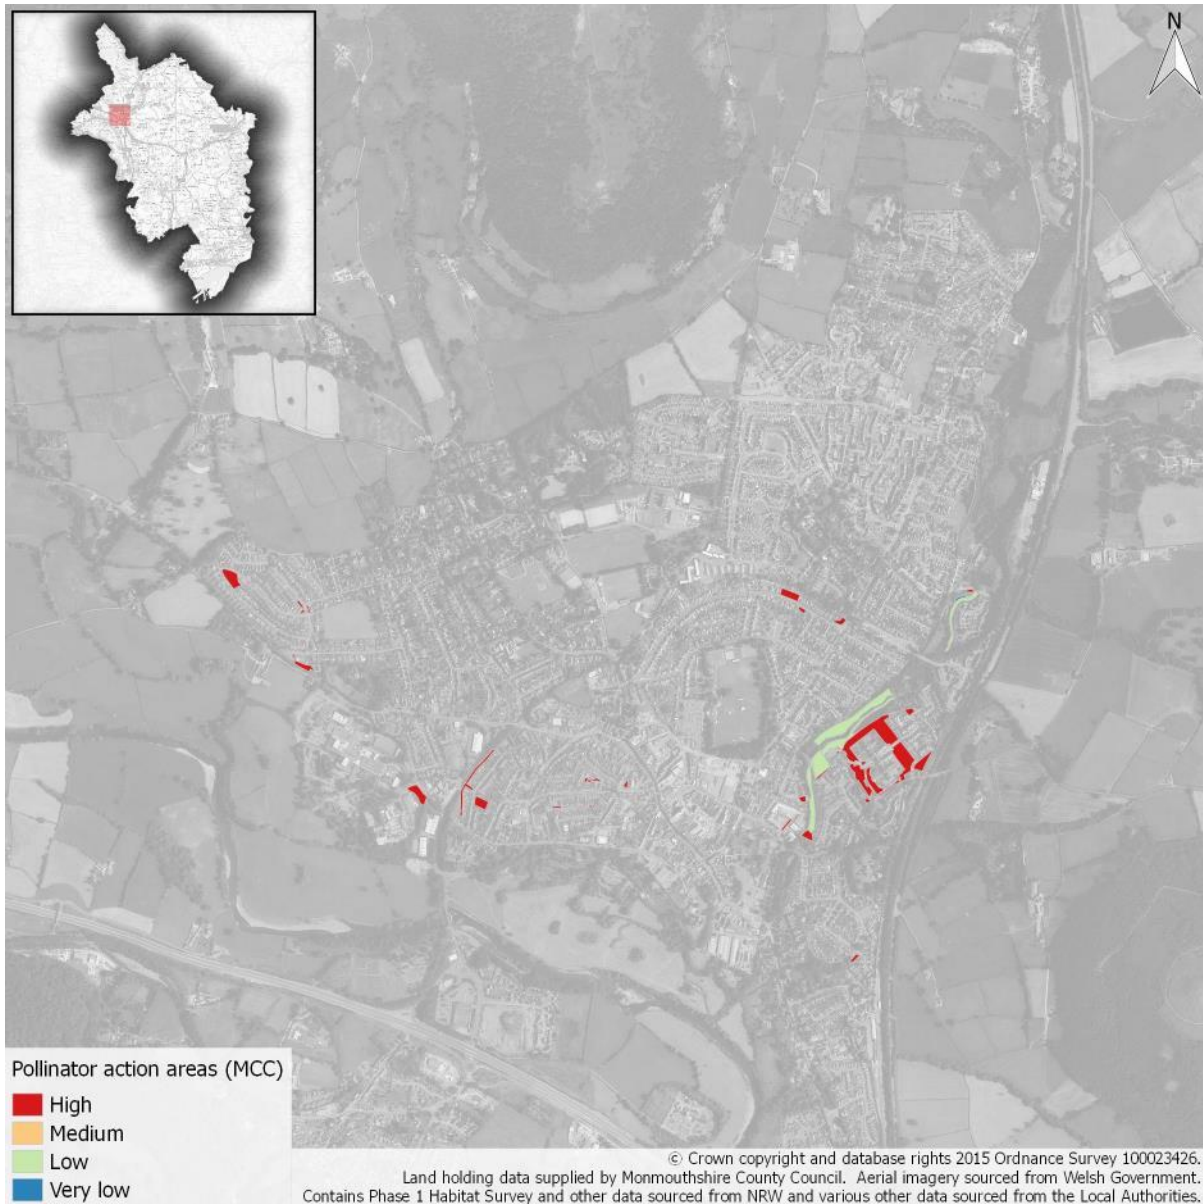 N
Pollinator action areas (MCC)
High
Medium
Low
Very low
© Crown copyright and database rights 2015 Ordnance Survey 100023426.
Land holding data supplied by Monmouthshire County Council. Aerial imagery sourced from Welsh Government.
Contains Phase 1 Habitat Survey and other data sourced from NRW and various other data sourced from the Local Authoritie